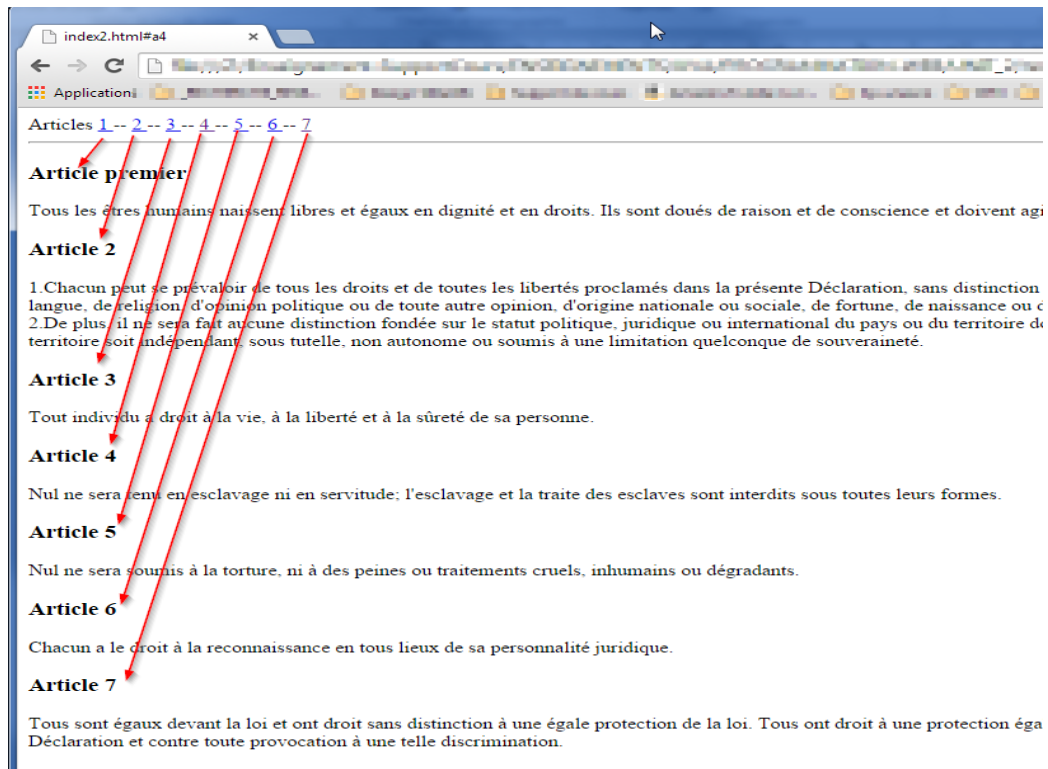 index2.html#a4
Applications
Articles 1 -- 2 -- 3 -- 4 -- 5 -- 6 -- 7
Article premier
Tous les êtres humains naissent libres et égaux en dignité et en droits. Ils sont doués de raison et de conscience et doivent agi
Article 2
1.Chacun peut se prévaloir de tous les droits et de toutes les libertés proclamés dans la présente Déclaration, sans distinction
langue, de religion, d'opinion politique ou de toute autre opinion, d'origine nationale ou sociale, de fortune, de naissance ou d
2.De plus, il ne sera fait aucune distinction fondée sur le statut politique, juridique ou international du pays ou du territoire de
territoire soit indépendant, sous tutelle, non autonome ou soumis à une limitation quelconque de souveraineté.
Article 3
Tout individu a droit à la vie, à la liberté et à la sûreté de sa personne.
Article 4
Nul ne sera tenu en esclavage ni en servitude; l'esclavage et la traite des esclaves sont interdits sous toutes leurs formes.
Article 5
Nul ne sera soumis à la torture, ni à des peines ou traitements cruels, inhumains ou dégradants.
Article 6
Chacun a le droit à la reconnaissance en tous lieux de sa personnalité juridique.
Article 7
Tous sont égaux devant la loi et ont droit sans distinction à une égale protection de la loi. Tous ont droit à une protection éga
Déclaration et contre toute provocation à une telle discrimination.